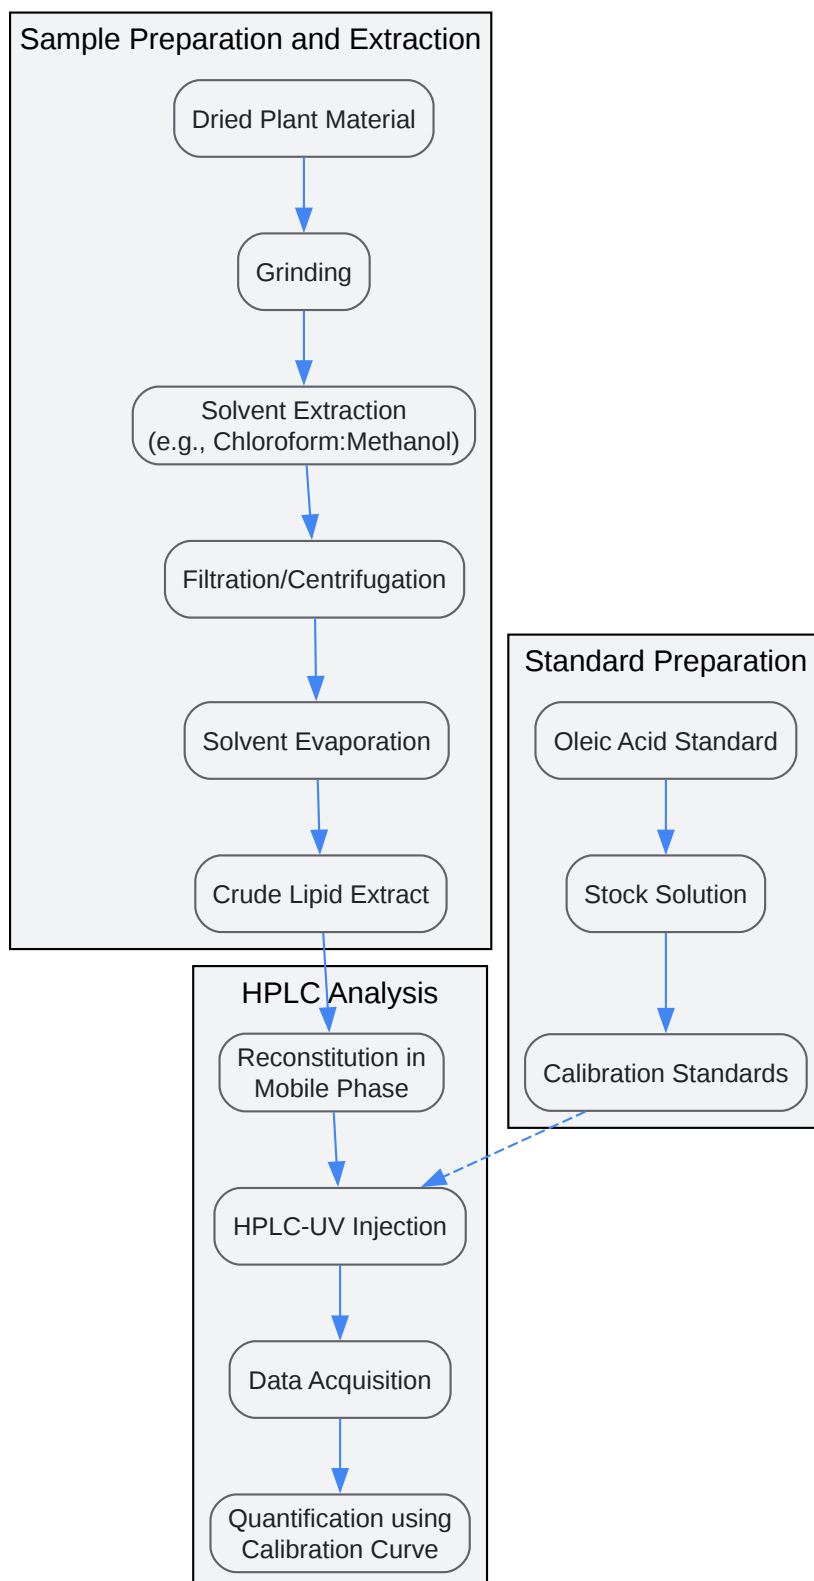 Sample Preparation and Extraction
Dried Plant Material
Grinding
Solvent Extraction
(e.g., Chloroform:Methanol)
Filtration/Centrifugation
Solvent Evaporation
Crude Lipid Extract
Standard Preparation
Oleic Acid Standard
Stock Solution
Calibration Standards
HPLC Analysis
Reconstitution in
Mobile Phase
HPLC-UV Injection
Data Acquisition
Quantification using
Calibration Curve